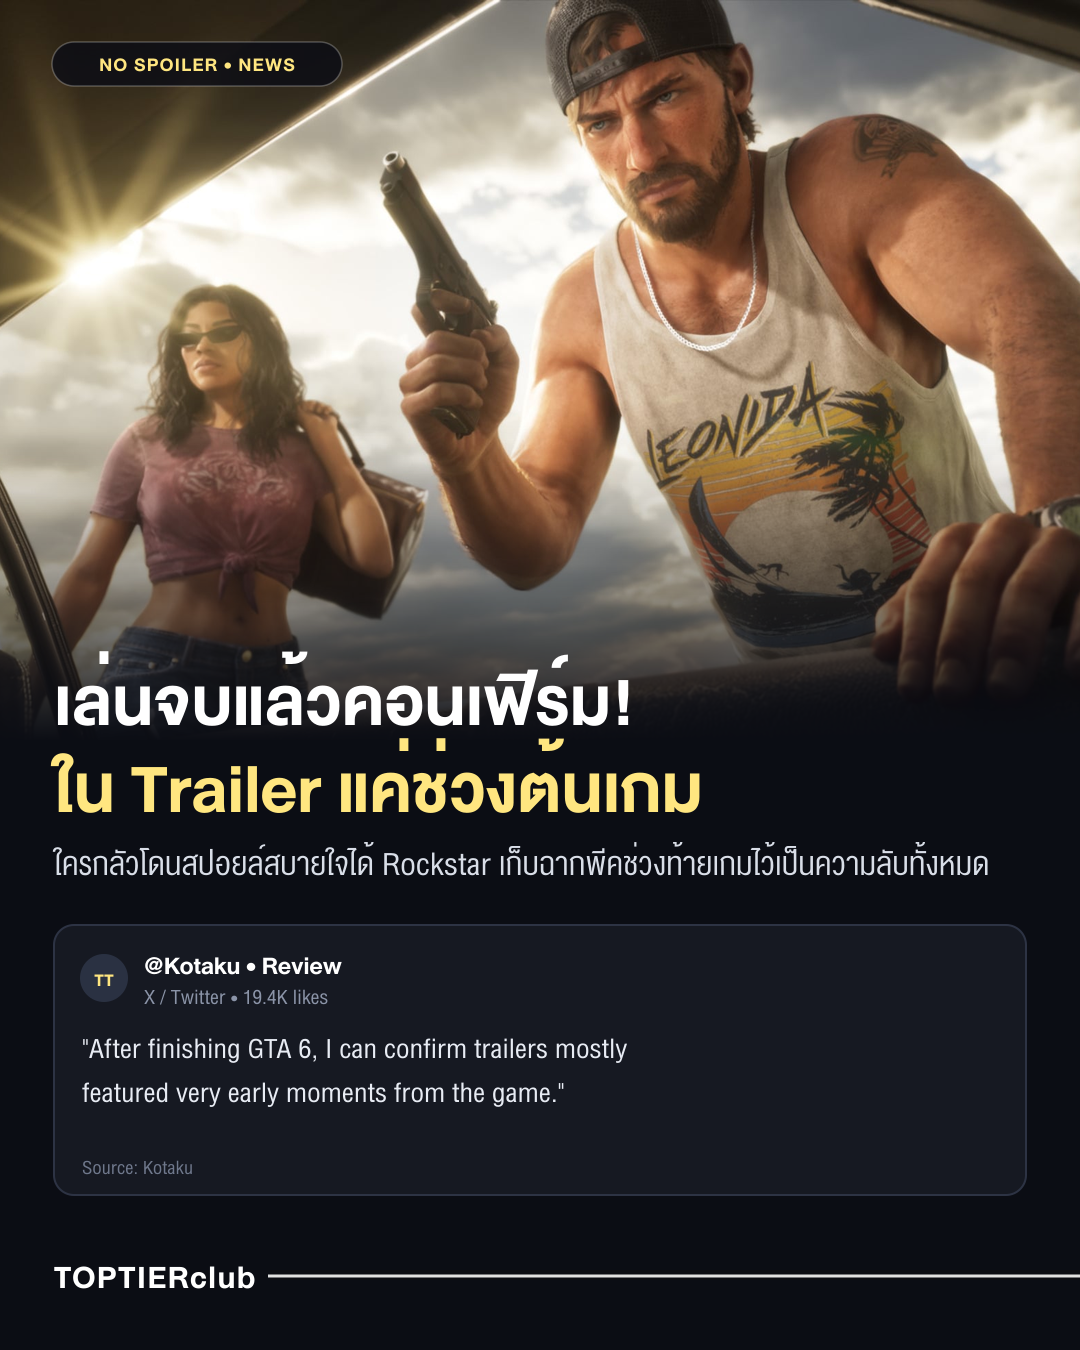 NO SPOILER • NEWS
LEONIDA
เล่นจบแล้วคอนเฟิร์ม!
ใน Trailer แค่ช่วงต้นเกม
ใครกลัวโดนสปอยล์สบายใจได้ Rockstar เก็บฉากพีคช่วงท้ายเกมไว้เป็นความลับทั้งหมด
TT
@Kotaku • Review
X / Twitter • 19.4K likes
"After finishing GTA 6, I can confirm trailers mostly
featured very early moments from the game."
Source: Kotaku
TOPTIERclub